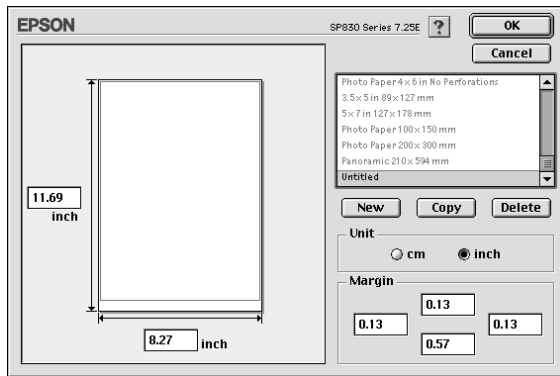 EPSON
SP830 Series 7.25E
?
OK
Cancel
Photo Paper 4×6 in No Perforations
3.5×5 in 89×127 mm
5×7 in 127×178 mm
Photo Paper 100×150 mm
Photo Paper 200×300 mm
Panoramic 210×594 mm
Untitled
New
Copy
Delete
11.69
inch
8.27 inch
Unit
cm
inch
Margin
0.13
0.13
0.13
0.57